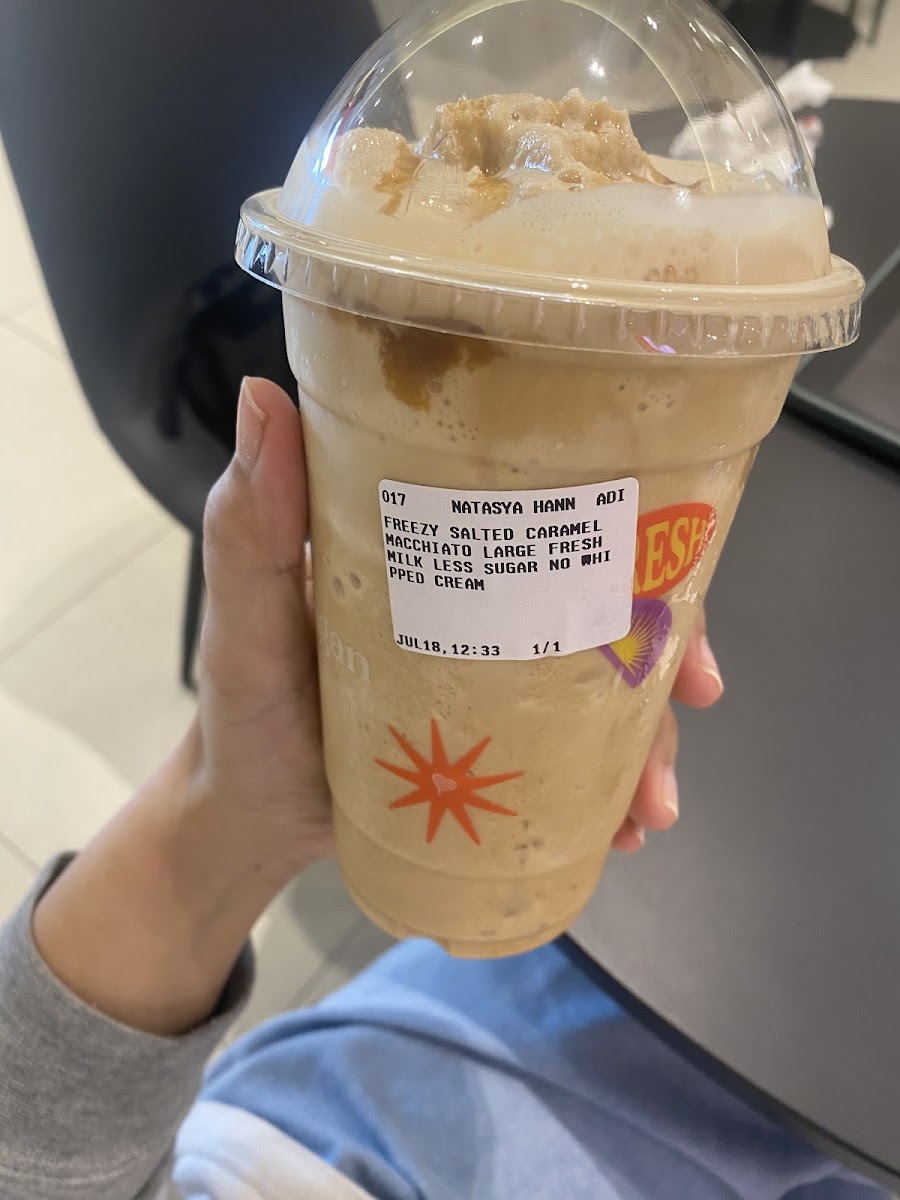 017 NATASYA HANN ADI
FREEZY SALTED CARAMEL
MACCHIATO LARGE FRESH
MILK LESS SUGAR NO WHI
PPED CREAM
JUL18,12:33 1/1